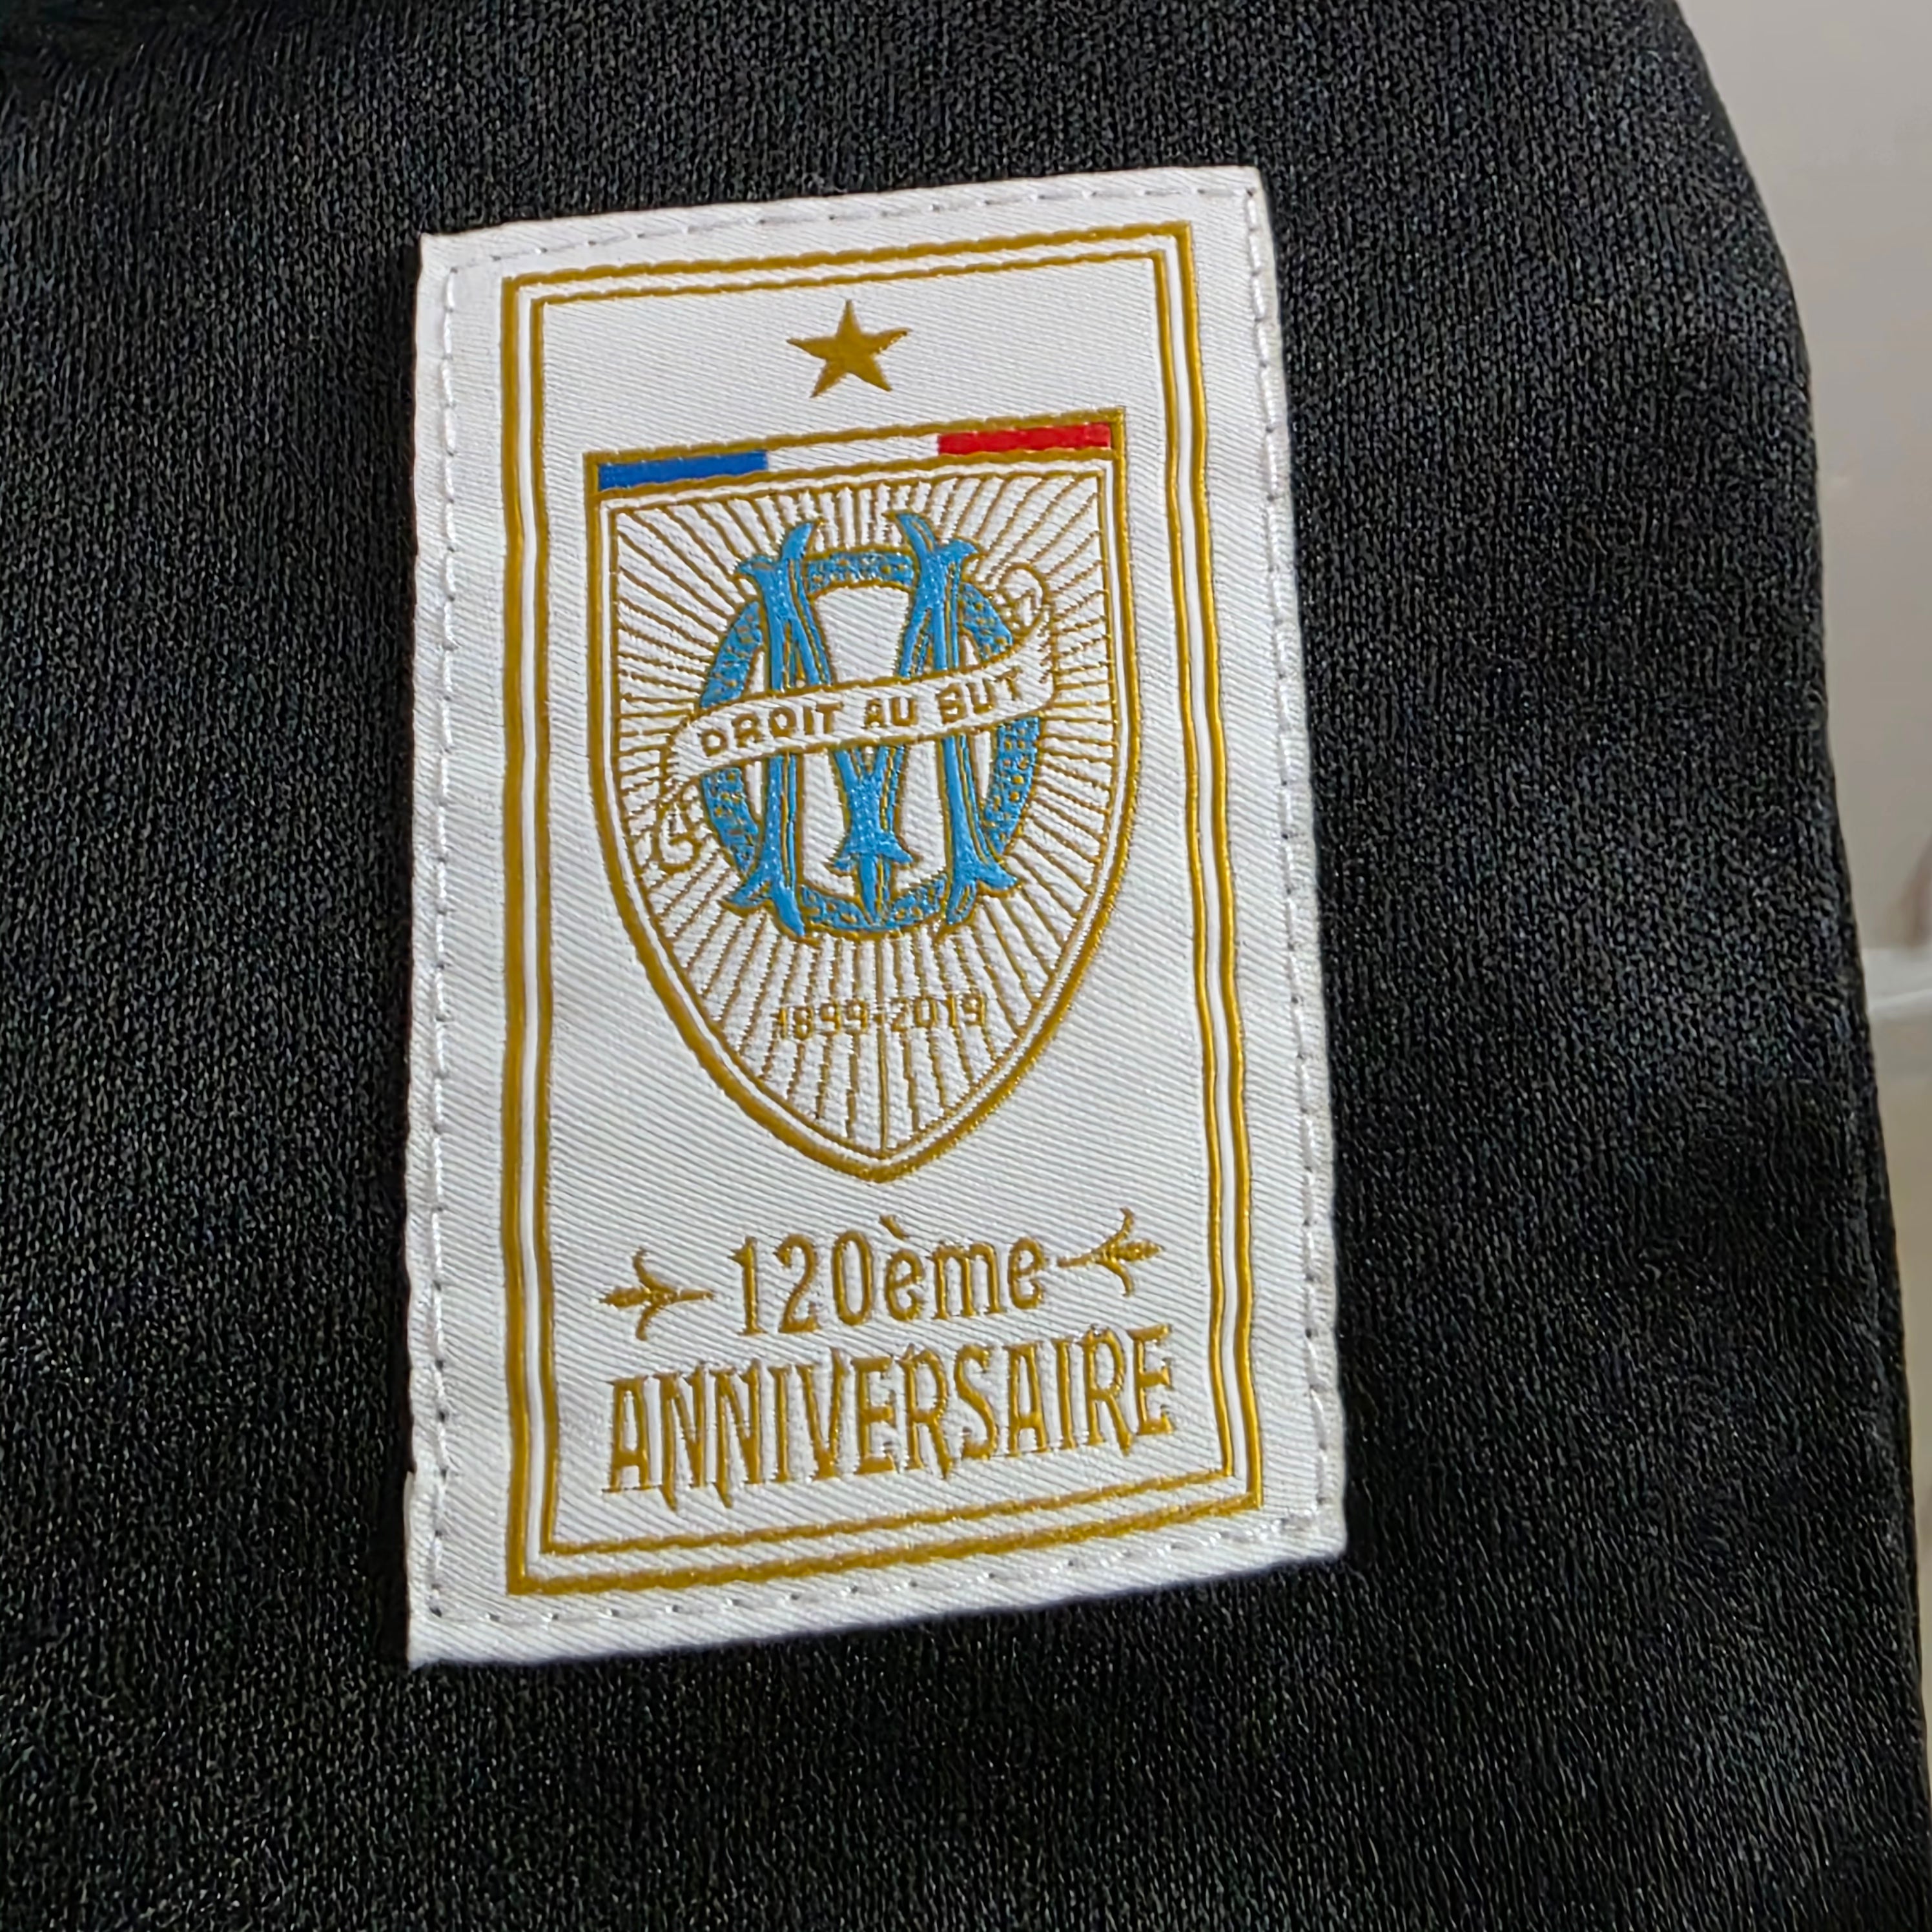 DROIT AU BUT
1899-2019
120ème
ANNIVERSAIRE